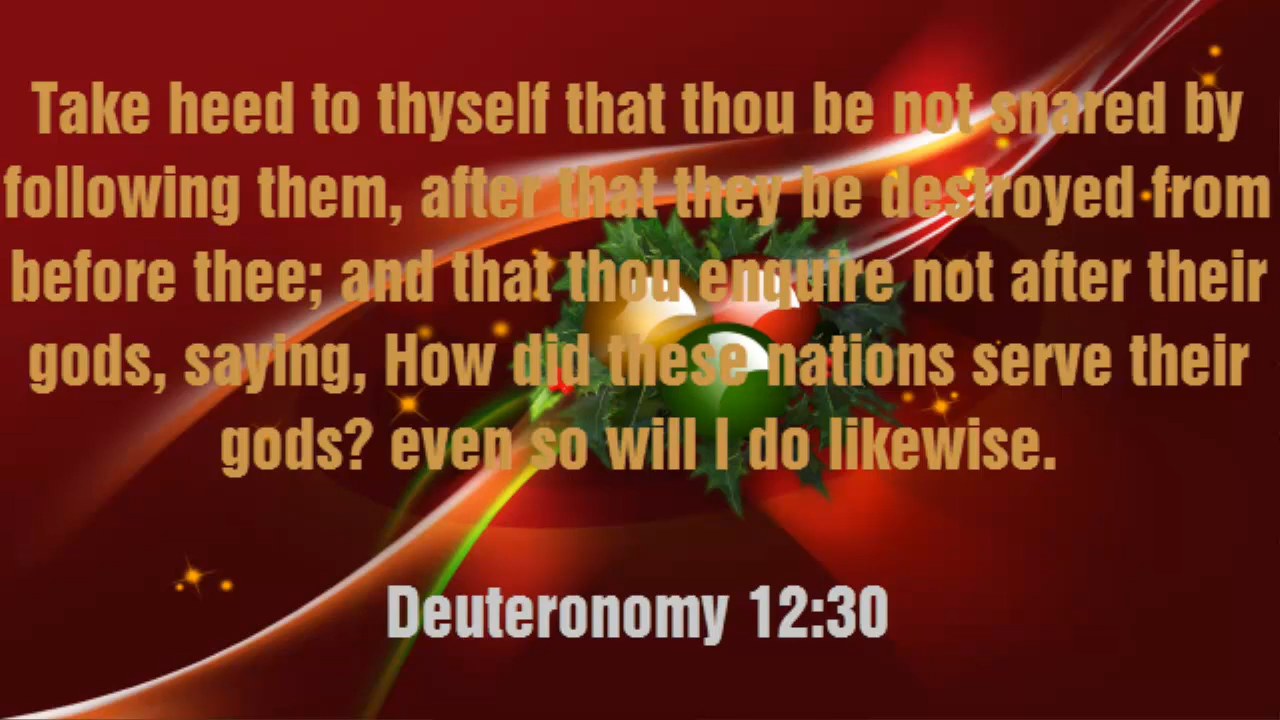 Take heed to thyself that thou be not snared by
following them, after that they be destroyed from
before thee; and that thou enquire not after their
gods, saying, How did these nations serve their
gods? even so will I do likewise.
Deuteronomy 12:30